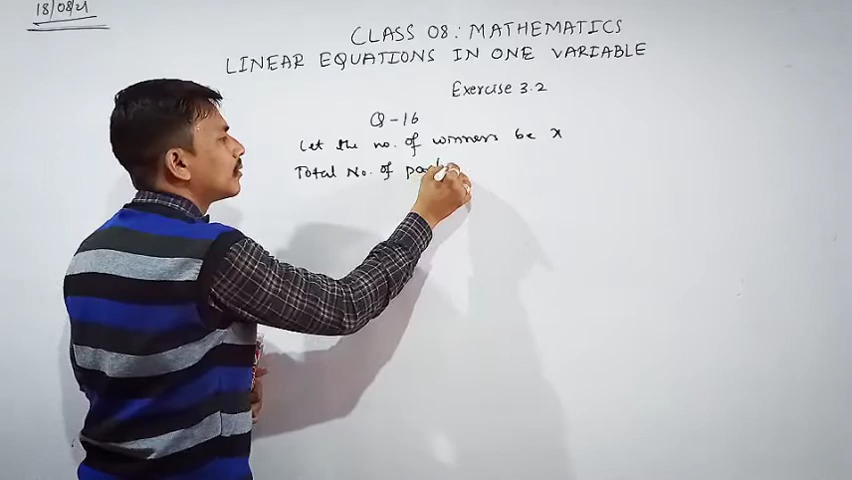 18/08/21
CLASS 08: MATHEMATICS
LINEAR EQUATIONS IN ONE VARIABLE
Exercise 3.2
Q-16
Let the no. of winners be x
Total No. of